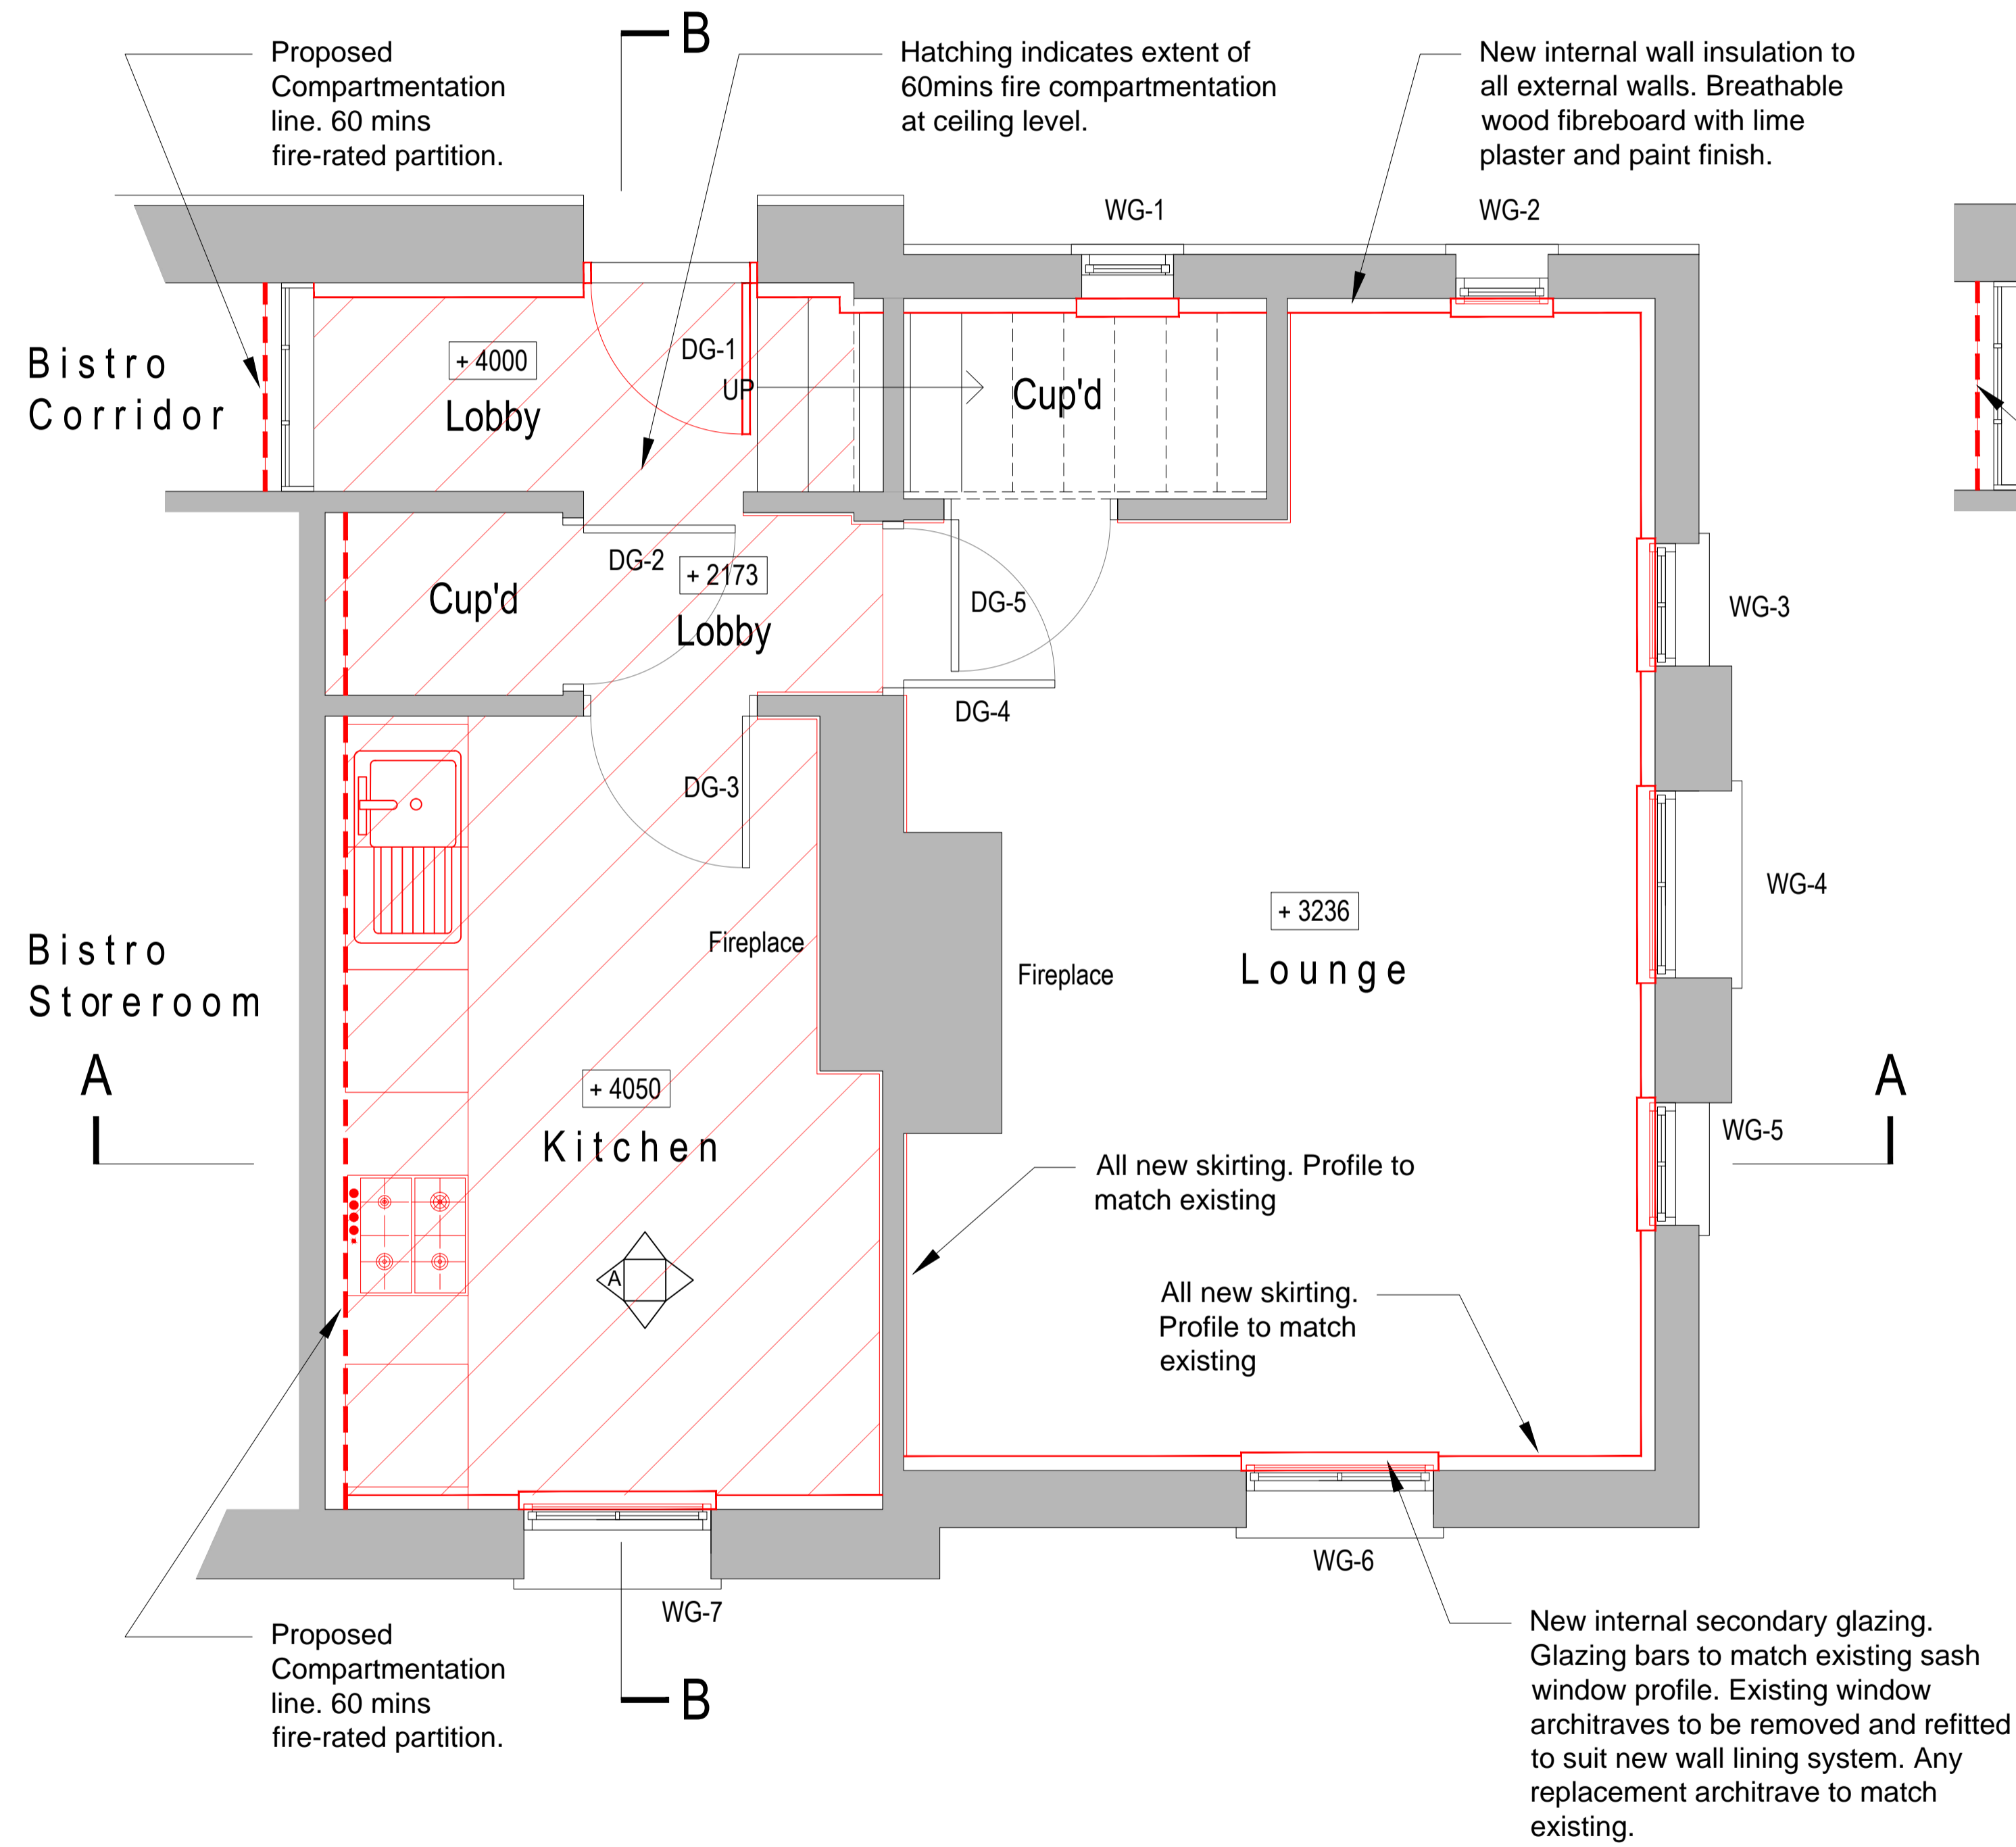 Proposed
Compartmentation
line. 60 mins
fire-rated partition.
B
Hatching indicates extent of
60mins fire compartmentation
at ceiling level.
New internal wall insulation to
all external walls. Breathable
wood fibreboard with lime
plaster and paint finish.
WG-1
WG-2
Bistro
Corridor
+ 4000
Lobby
DG-1
UP
Cup'd
DG-2
+ 2173
Cup'd
Lobby
DG-5
DG-4
WG-3
DG-3
WG-4
+ 3236
Lounge
Fireplace
Fireplace
Bistro
Storeroom
A
+ 4050
Kitchen
A
WG-5
All new skirting. Profile to
match existing
A
All new skirting.
Profile to match
existing
WG-6
WG-7
Proposed
Compartmentation
line. 60 mins
fire-rated partition.
B
New internal secondary glazing.
Glazing bars to match existing sash
window profile. Existing window
architraves to be removed and refitted
to suit new wall lining system. Any
replacement architrave to match
existing.